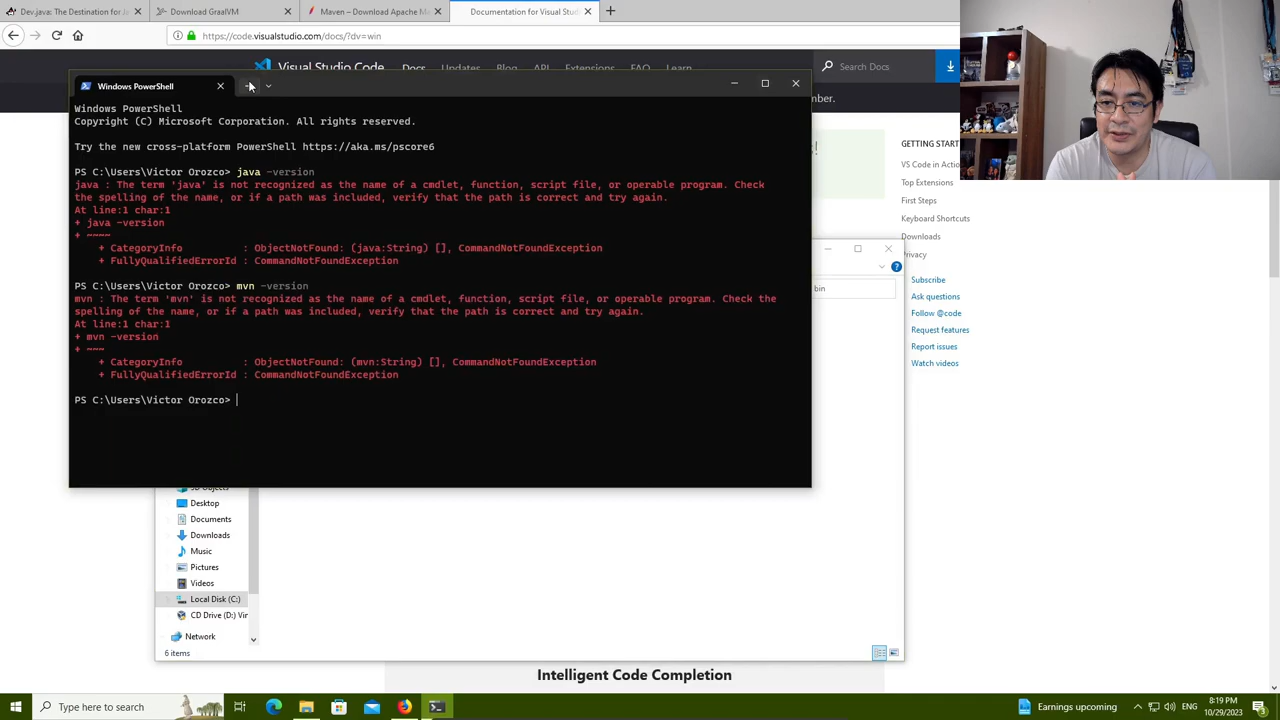 Dev.java: The Destination for Ja
Download GraalVM
Maven – Download Apache M
Documentation for Visual Stud
https://code.visualstudio.com/docs/?dv=win
Visual Studio Code
Docs
Updates
Blog
API
Extensions
FAQ
Learn
Search Docs
Windows PowerShell
mber.
Windows PowerShell
Copyright (C) Microsoft Corporation. All rights reserved.
Try the new cross-platform PowerShell https://aka.ms/pscore6
PS C:\Users\Victor Orozco> java -version
java : The term 'java' is not recognized as the name of a cmdlet, function, script file, or operable program. Check
the spelling of the name, or if a path was included, verify that the path is correct and try again.
At line:1 char:1
+ java -version
+ ~~~~
+ CategoryInfo : ObjectNotFound: (java:String) [], CommandNotFoundException
+ FullyQualifiedErrorId : CommandNotFoundException
PS C:\Users\Victor Orozco> mvn -version
mvn : The term 'mvn' is not recognized as the name of a cmdlet, function, script file, or operable program. Check the
spelling of the name, or if a path was included, verify that the path is correct and try again.
At line:1 char:1
+ mvn -version
+ ~~~
+ CategoryInfo : ObjectNotFound: (mvn:String) [], CommandNotFoundException
+ FullyQualifiedErrorId : CommandNotFoundException
PS C:\Users\Victor Orozco>
!
GETTING STAR
VS Code in Actio
Top Extensions
First Steps
Keyboard Shortcuts
Downloads
Privacy
Subscribe
Ask questions
Follow @code
Request features
Report issues
Watch videos
bin
3D Objects
Desktop
Documents
Downloads
Music
Pictures
Videos
Local Disk (C:)
CD Drive (D:) Vir
Network
6 items
Intelligent Code Completion
Type here to search
Earnings upcoming
ENG
8:19 PM
10/29/2023
3